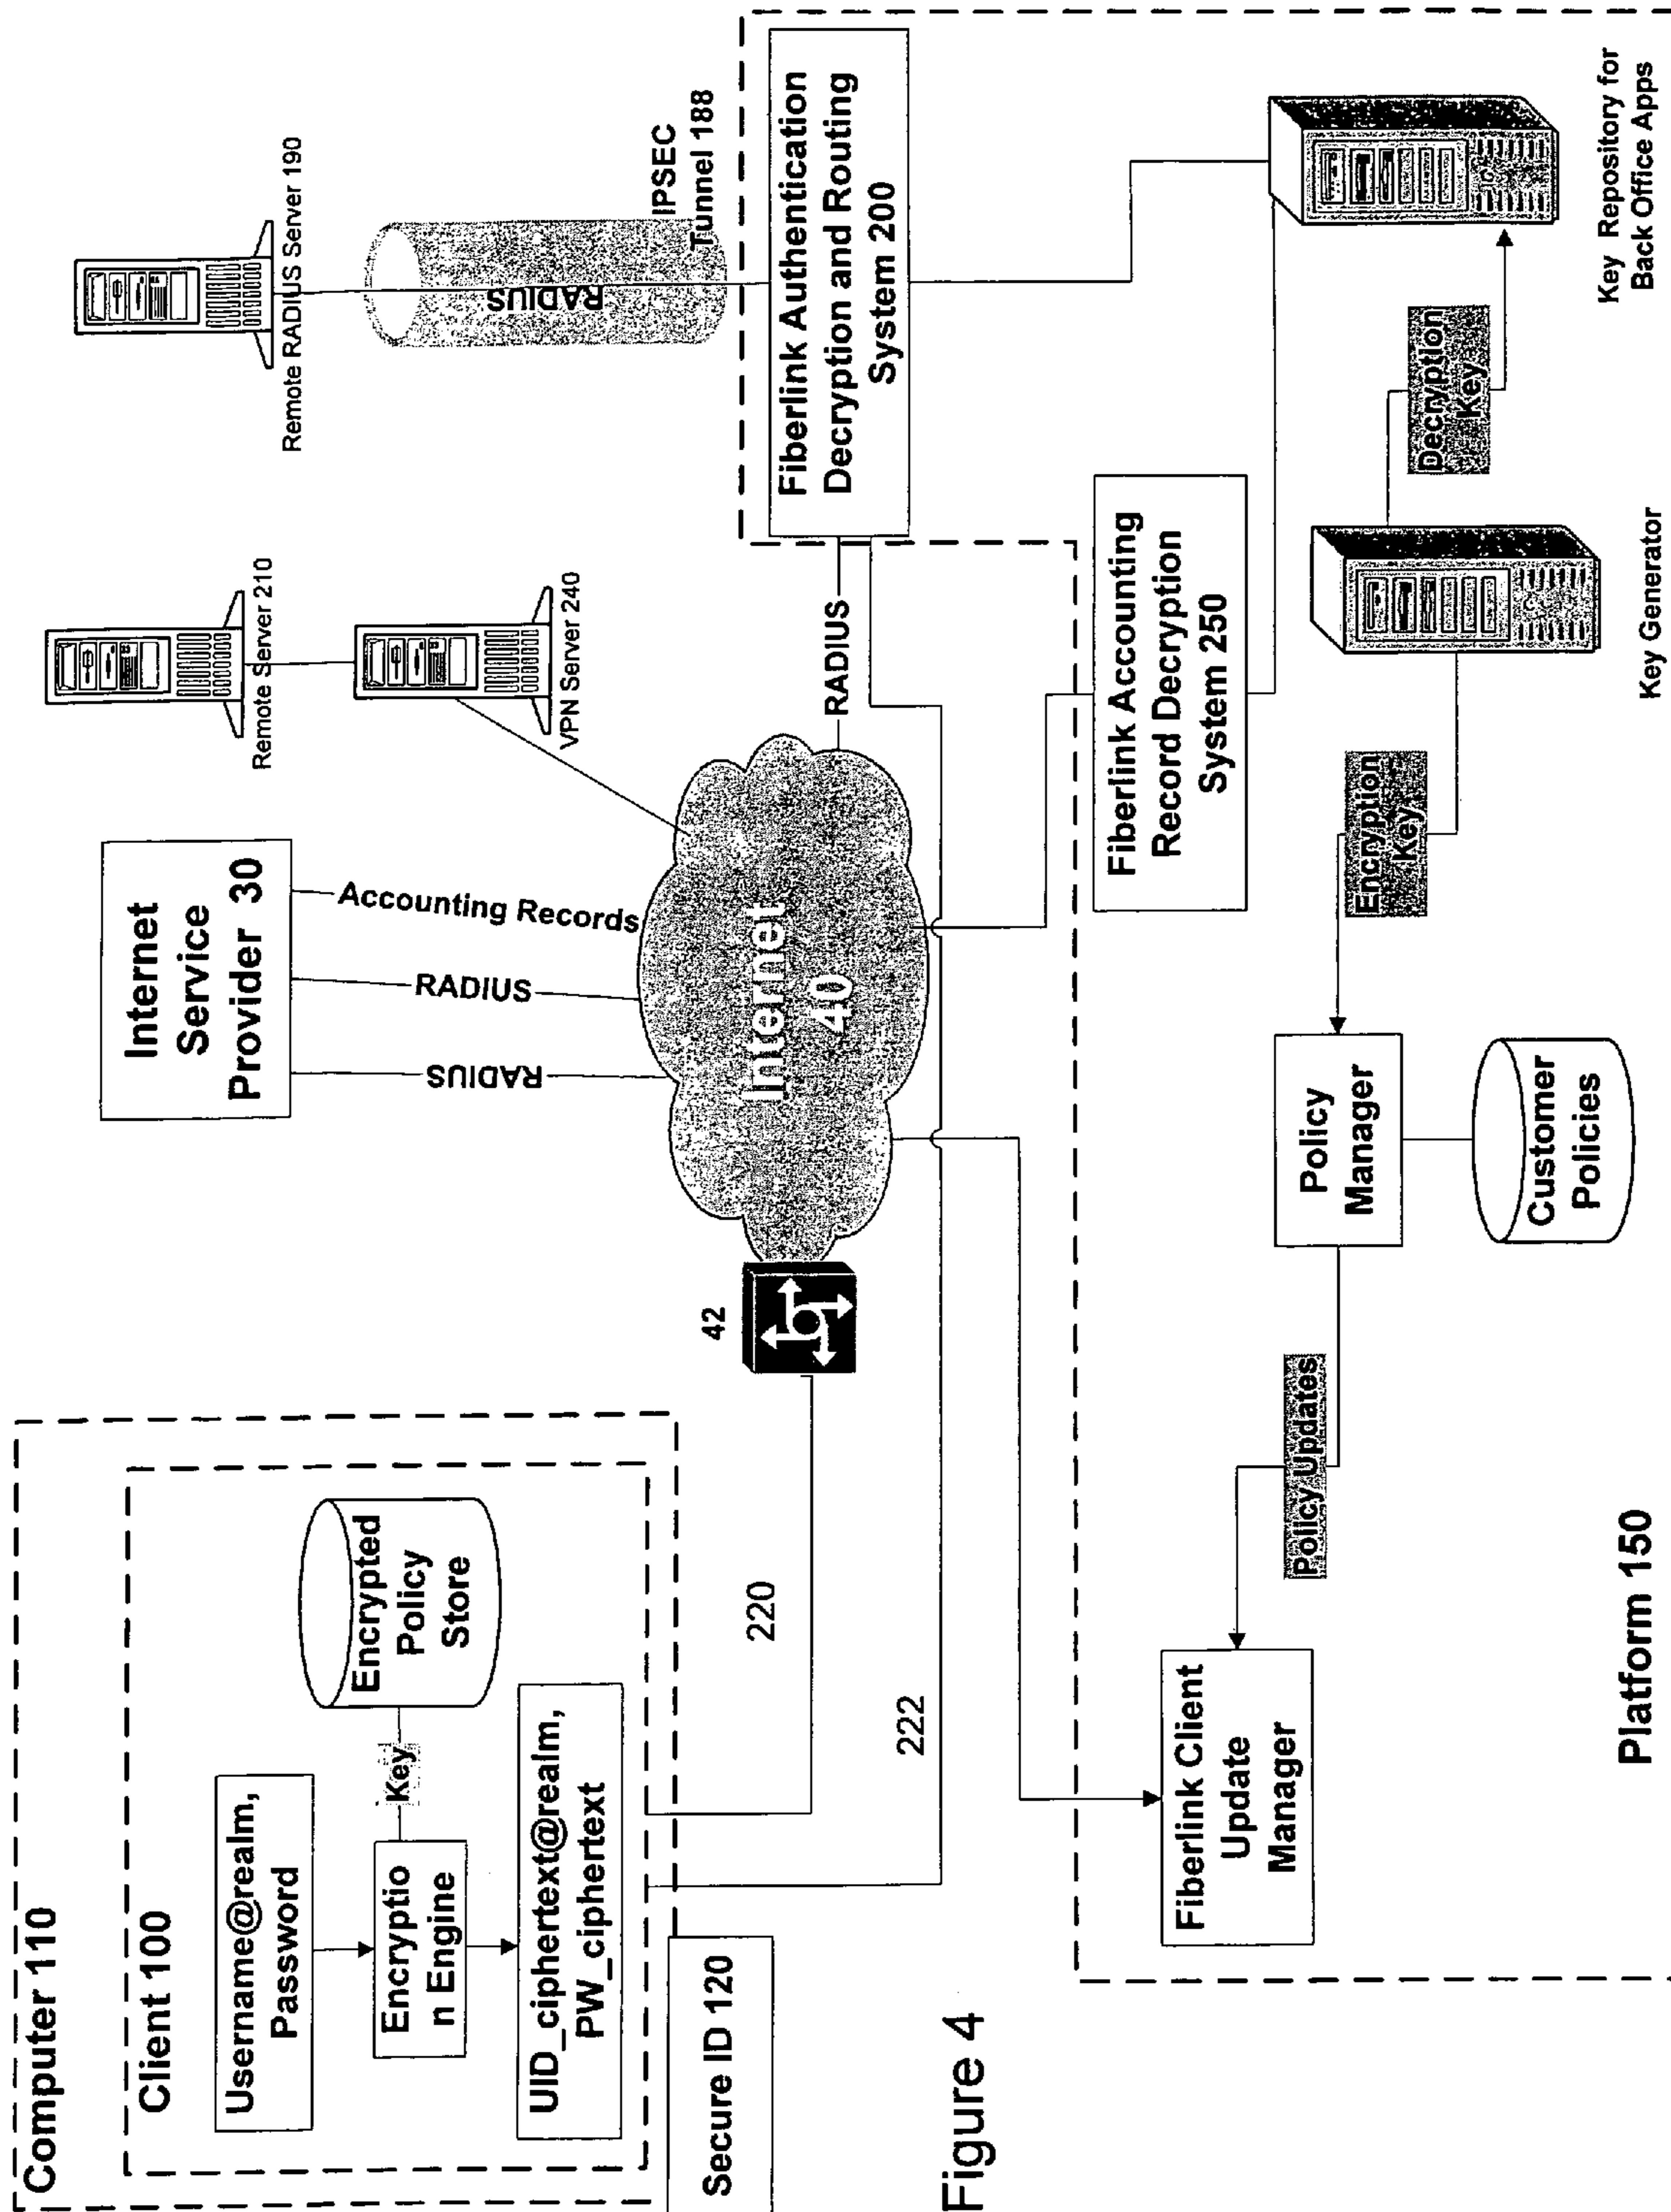 Computer 110
Client 100
Username@realm,
Password
Encryptio
n Engine
Key
Encrypted
Policy
Store
UID_ciphertext@realm,
PW_ciphertext
Secure ID 120
220
222
42
Internet
Service
Provider 30
RADIUS
RADIUS
Accounting Records
Internet
40
Remote Server 210
VPN Server 240
Remote RADIUS Server 190
RADIUS
IPSEC
Tunnel 188
RADIUS
Fiberlink Authentication
Decryption and Routing
System 200
Fiberlink Accounting
Record Decryption
System 250
Fiberlink Client
Update
Manager
Policy Updates
Policy
Manager
Customer
Policies
Encryption
Key
Key Generator
Decryption
Key
Key Repository for
Back Office Apps
Platform 150
Figure 4